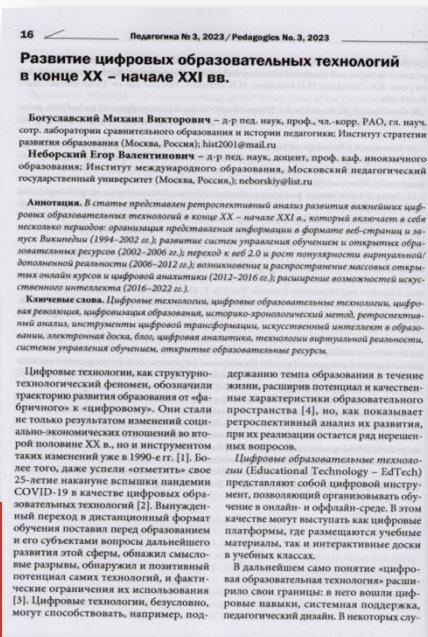 16
Педагогика № 3, 2023 / Pedagogics No. 3, 2023
Развитие цифровых образовательных технологий
в конце XX – начале XXI вв.
Богуславский Михаил Викторович – д-р пед. наук, проф., чл.-корр. РАО, гл. науч.
сотр. лаборатории сравнительного образования и истории педагогики; Институт стратегии
развития образования (Москва, Россия); hist2001@mail.ru
Неборский Егор Валентинович – д-р пед. наук, доцент, проф. каф. иноязычного
образования; Институт международного образования, Московский педагогический
государственный университет (Москва, Россия,); neborskiy@list.ru
Аннотация. В статье представлен ретроспективный анализ развития важнейших циф-
ровых образовательных технологий в конце XX – начале XXI в., который включает в себя
несколько периодов: организация представления информации в формате веб-страниц и за-
пуск Википедии (1994–2002 гг.); развитие систем управления обучением и открытых обра-
зовательных ресурсов (2002–2006 гг.); переход к веб 2.0 и рост популярности виртуальной/
дополненной реальности (2006–2012 гг.); возникновение и распространение массовых откры-
тых онлайн курсов и цифровой аналитики (2012–2016 гг.); расширение возможностей искус-
ственного интеллекта (2016–2022 гг.).
Ключевые слова. Цифровые технологии, цифровые образовательные технологии, цифро-
вая революция, цифровизация образования, историко-хронологический метод, ретроспектив-
ный анализ, инструменты цифровой трансформации, искусственный интеллект в образо-
вании, электронная доска, блог, цифровая аналитика, технологии виртуальной реальности,
системы управления обучением, открытые образовательные ресурсы.
Цифровые технологии, как структурно-
технологический феномен, обозначили
траекторию развития образования от «фа-
бричного» к «цифровому». Они стали
не только результатом изменений соци-
ально-экономических отношений во вто-
рой половине XX в., но и инструментом
таких изменений уже в 1990-е гг. [1]. Бо-
лее того, даже успели «отметить» свое
25-летие накануне вспышки пандемии
COVID-19 в качестве цифровых обра-
зовательных технологий [2]. Вынужден-
ный переход в дистанционный формат
обучения поставил перед образованием
и его субъектами вопросы дальнейшего
развития этой сферы, обнажил смысло-
вые разрывы, обнажил и позитивный
потенциал самих технологий, и факти-
ческие ограничения их использования
[3]. Цифровые технологии, безусловно,
могут способствовать, например, под-
держанию темпа образования в течение
жизни, расширив потенциал и качествен-
ные характеристики образовательного
пространства [4], но, как показывает
ретроспективный анализ их развития,
при их реализации остается ряд нерешен-
ных вопросов.
Цифровые образовательные техноло-
гии (Educational Technology – EdTech)
представляют собой цифровой инстру-
мент, позволяющий организовывать обу-
чение в онлайн- и оффлайн-среде. В этом
качестве могут выступать как цифровые
платформы, где размещаются учебные
материалы, так и интерактивные доски
в учебных классах.
В дальнейшем само понятие «цифро-
вая образовательная технология» расши-
рило свои границы: в него вошли циф-
ровые навыки, системная поддержка,
педагогический дизайн. В некоторых слу-